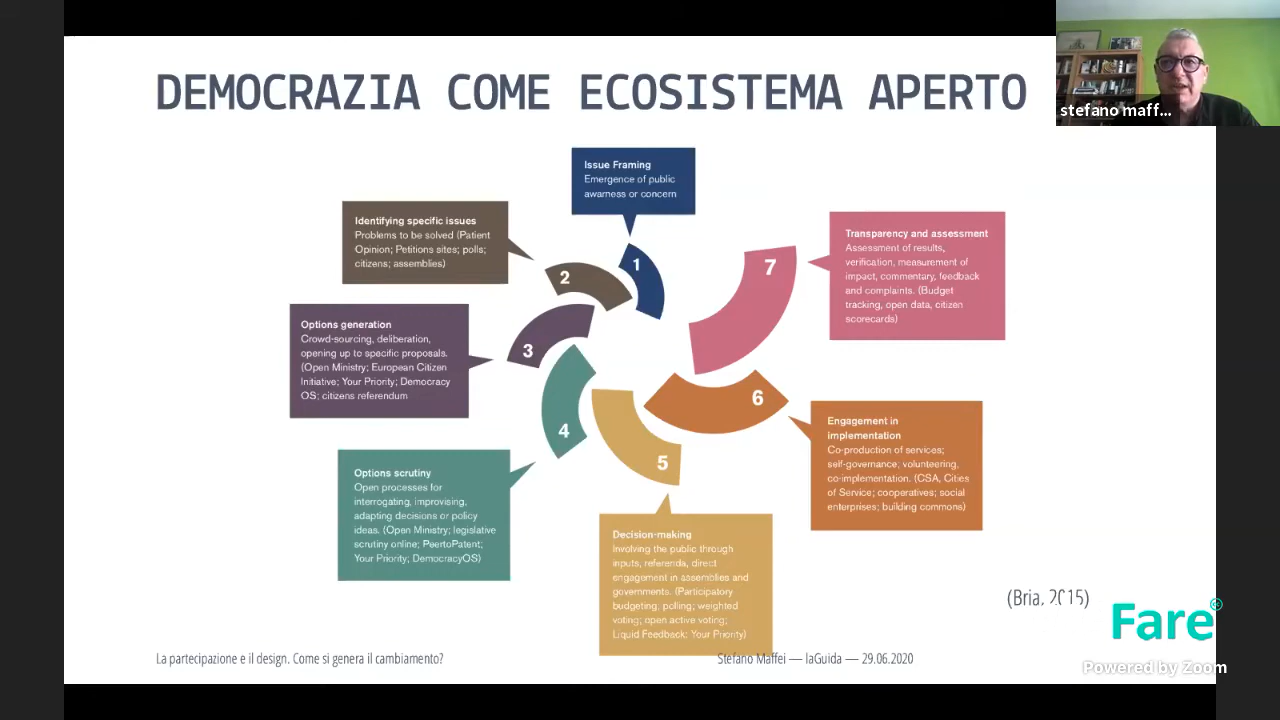 DEMOCRAZIA COME ECOSISTEMA APERTO
stefano maff...
Issue Framing
Emergence of public
awarness or concern
1
Identifying specific issues
Problems to be solved (Patient
Opinion; Petitions sites; polls;
citizens; assemblies)
2
Options generation
Crowd-sourcing, deliberation,
opening up to specific proposals.
(Open Ministry; European Citizen
Initiative; Your Priority; Democracy
OS; citizens referendum
3
Options scrutiny
Open processes for
interrogating, improvising,
adapting decisions or policy
ideas. (Open Ministry; legislative
scrutiny online; PeertoPatent;
Your Priority; DemocracyOS)
4
Decision-making
Involving the public through
inputs, referenda, direct
engagement in assemblies and
governments. (Participatory
budgeting, polling; weighted
voting; open active voting;
Liquid Feedback; Your Priority)
5
Engagement in
implementation
Co-production of services;
self-governance; volunteering,
co-implementation. (CSA, Cities
of Service; cooperatives; social
enterprises; building commons)
6
Transparency and assessment
Assessment of results,
verification, measurement of
impact, commentary, feedback
and complaints. (Budget
tracking, open data, citizen
scorecards)
7
(Bria, 2015)
Fare
cc
Powered by Zoom
La partecipazione e il design. Come si genera il cambiamento?
Stefano Maffei — laGuida — 29.06.2020